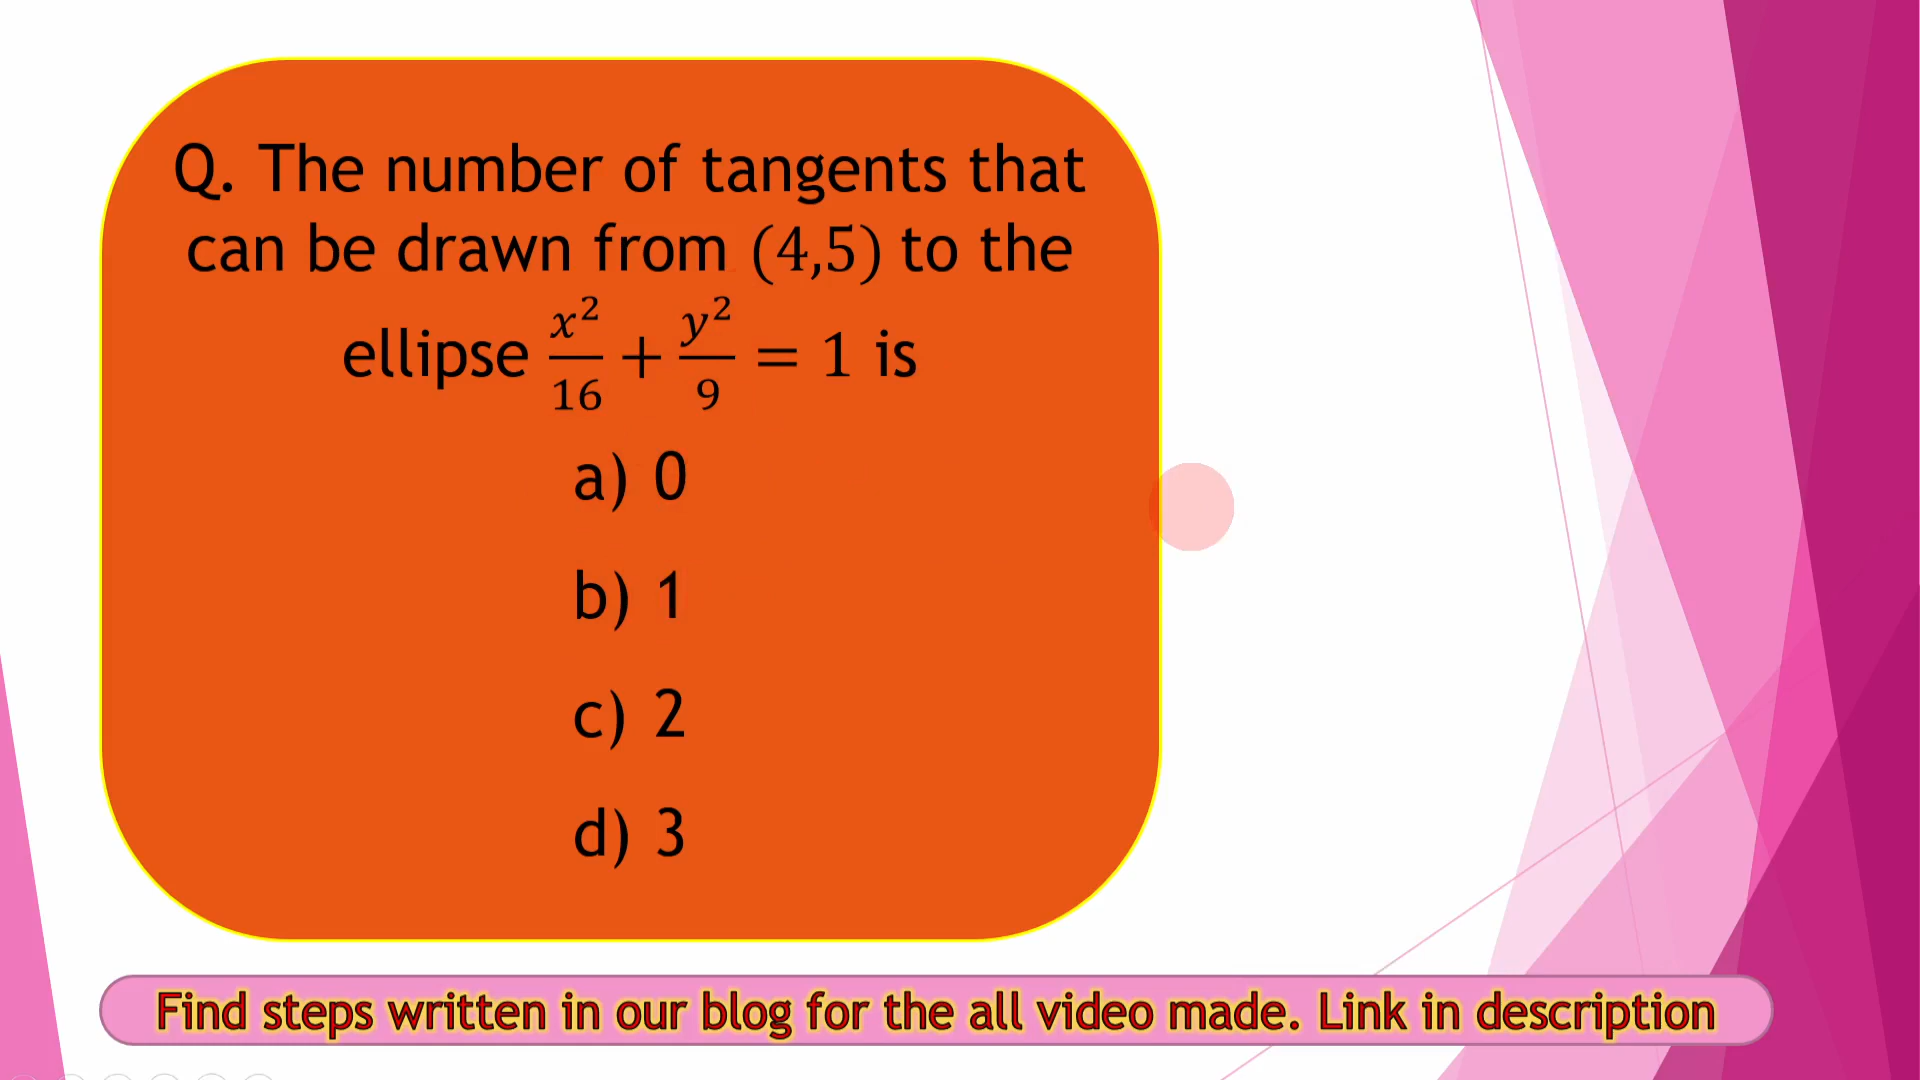 Q. The number of tangents that
can be drawn from (4,5) to the
ellipse x²/16 + y²/9 = 1 is
a) 0
b) 1
c) 2
d) 3
Find steps written in our blog for the all video made. Link in description